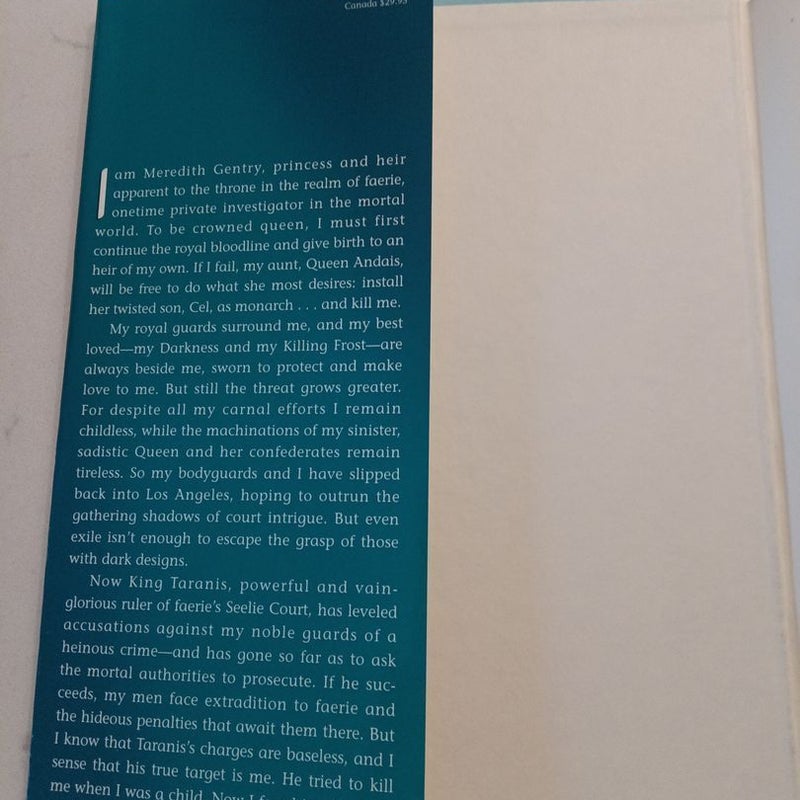 Canada $29.95
I am Meredith Gentry, princess and heir
apparent to the throne in the realm of faerie,
onetime private investigator in the mortal
world. To be crowned queen, I must first
continue the royal bloodline and give birth to an
heir of my own. If I fail, my aunt, Queen Andais,
will be free to do what she most desires: install
her twisted son, Cel, as monarch . . . and kill me.
My royal guards surround me, and my best
loved—my Darkness and my Killing Frost—are
always beside me, sworn to protect and make
love to me. But still the threat grows greater.
For despite all my carnal efforts I remain
childless, while the machinations of my sinister,
sadistic Queen and her confederates remain
tireless. So my bodyguards and I have slipped
back into Los Angeles, hoping to outrun the
gathering shadows of court intrigue. But even
exile isn't enough to escape the grasp of those
with dark designs.
Now King Taranis, powerful and vain-
glorious ruler of faerie's Seelie Court, has leveled
accusations against my noble guards of a
heinous crime—and has gone so far as to ask
the mortal authorities to prosecute. If he suc-
ceeds, my men face extradition to faerie and
the hideous penalties that await them there. But
I know that Taranis's charges are baseless, and I
sense that his true target is me. He tried to kill
me when I was a child. Now I